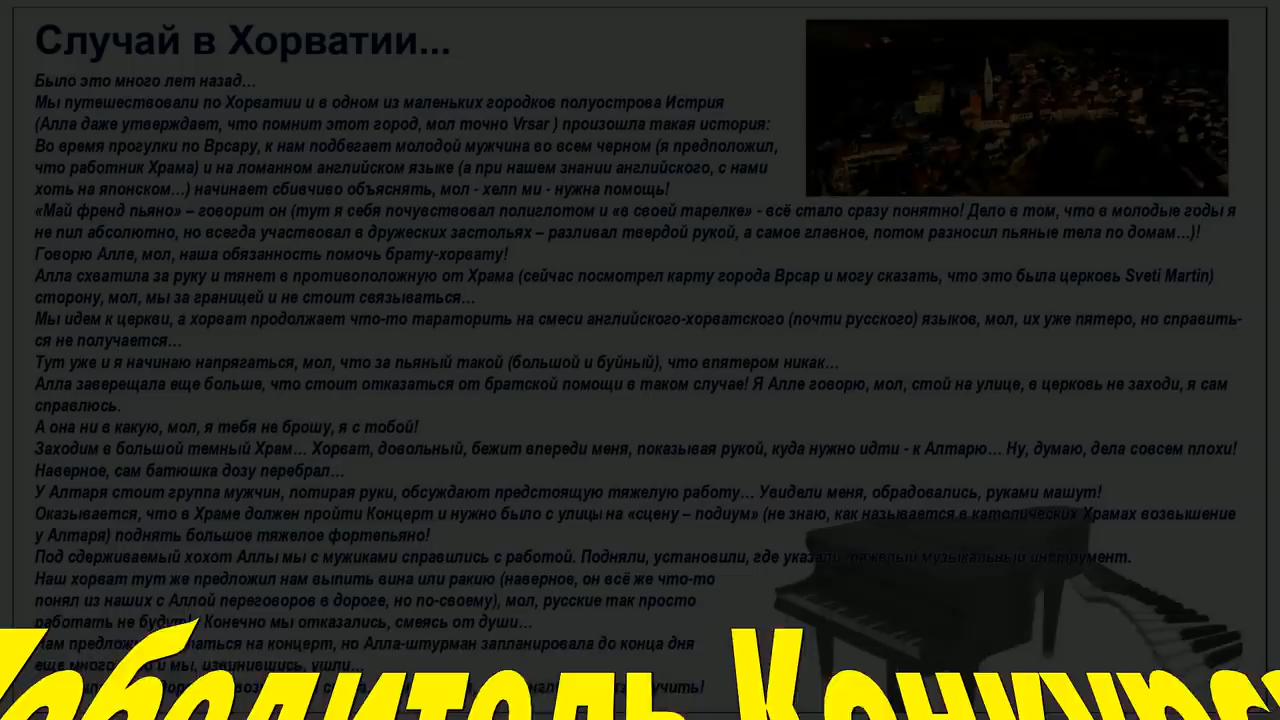 Случай в Хорватии...
Было это много лет назад…
Мы путешествовали по Хорватии и в одном из маленьких городков полуострова Истрия
(Алла даже утверждает, что помнит этот город, мол точно Vrsar ) произошла такая история:
Во время прогулки по Врсару, к нам подбегает молодой мужчина во всем черном (я предположил,
что работник Храма) и на ломанном английском языке (а при нашем знании английского, с нами
хоть на японском…) начинает сбивчиво объяснять, мол - хелп ми - нужна помощь!
«Май френд пьяно» – говорит он (тут я себя почувствовал полиглотом и «в своей тарелке» - всё стало сразу понятно! Дело в том, что в молодые годы я
не пил абсолютно, но всегда участвовал в дружеских застольях – разливал твердой рукой, а самое главное, потом разносил пьяные тела по домам…)!
Говорю Алле, мол, наша обязанность помочь брату-хорвату!
Алла схватила за руку и тянет в противоположную от Храма (сейчас посмотрел карту города Врсар и могу сказать, что это была церковь Sveti Martin)
сторону, мол, мы за границей и не стоит связываться…
Мы идем к церкви, а хорват продолжает что-то тараторить на смеси английского-хорватского (почти русского) языков, мол, их уже пятеро, но справить-
ся не получается…
Тут уже и я начинаю напрягаться, мол, что за пьяный такой (большой и буйный), что впятером никак…
Алла заверещала еще больше, что стоит отказаться от братской помощи в таком случае! Я Алле говорю, мол, стой на улице, в церковь не заходи, я сам
справлюсь.
А она ни в какую, мол, я тебя не брошу, я с тобой!
Заходим в большой темный Храм… Хорват, довольный, бежит впереди меня, показывая рукой, куда нужно идти - к Алтарю… Ну, думаю, дела совсем плохи!
Наверное, сам батюшка дозу перебрал…
У Алтаря стоит группа мужчин, потирая руки, обсуждают предстоящую тяжелую работу… Увидели меня, обрадовались, руками машут!
Оказывается, что в Храме должен пройти Концерт и нужно было с улицы на «сцену – подиум» (не знаю, как называется в католических Храмах возвышение
у Алтаря) поднять большое тяжелое фортепьяно!
Под сдерживаемый хохот Аллы мы с мужиками справились с работой. Подняли, установили, где указали тяжелый музыкальный инструмент.
Наш хорват тут же предложил нам выпить вина или ракию (наверное, он всё же что-то
понял из наших с Аллой переговоров в дороге, но по-своему), мол, русские так просто
работать не будут! Конечно мы отказались, смеясь от души…
на концерт, но Алла-штурман запланировала до конца дня
еще много и мы, извинившись, ушли…
Победитель Конкурса